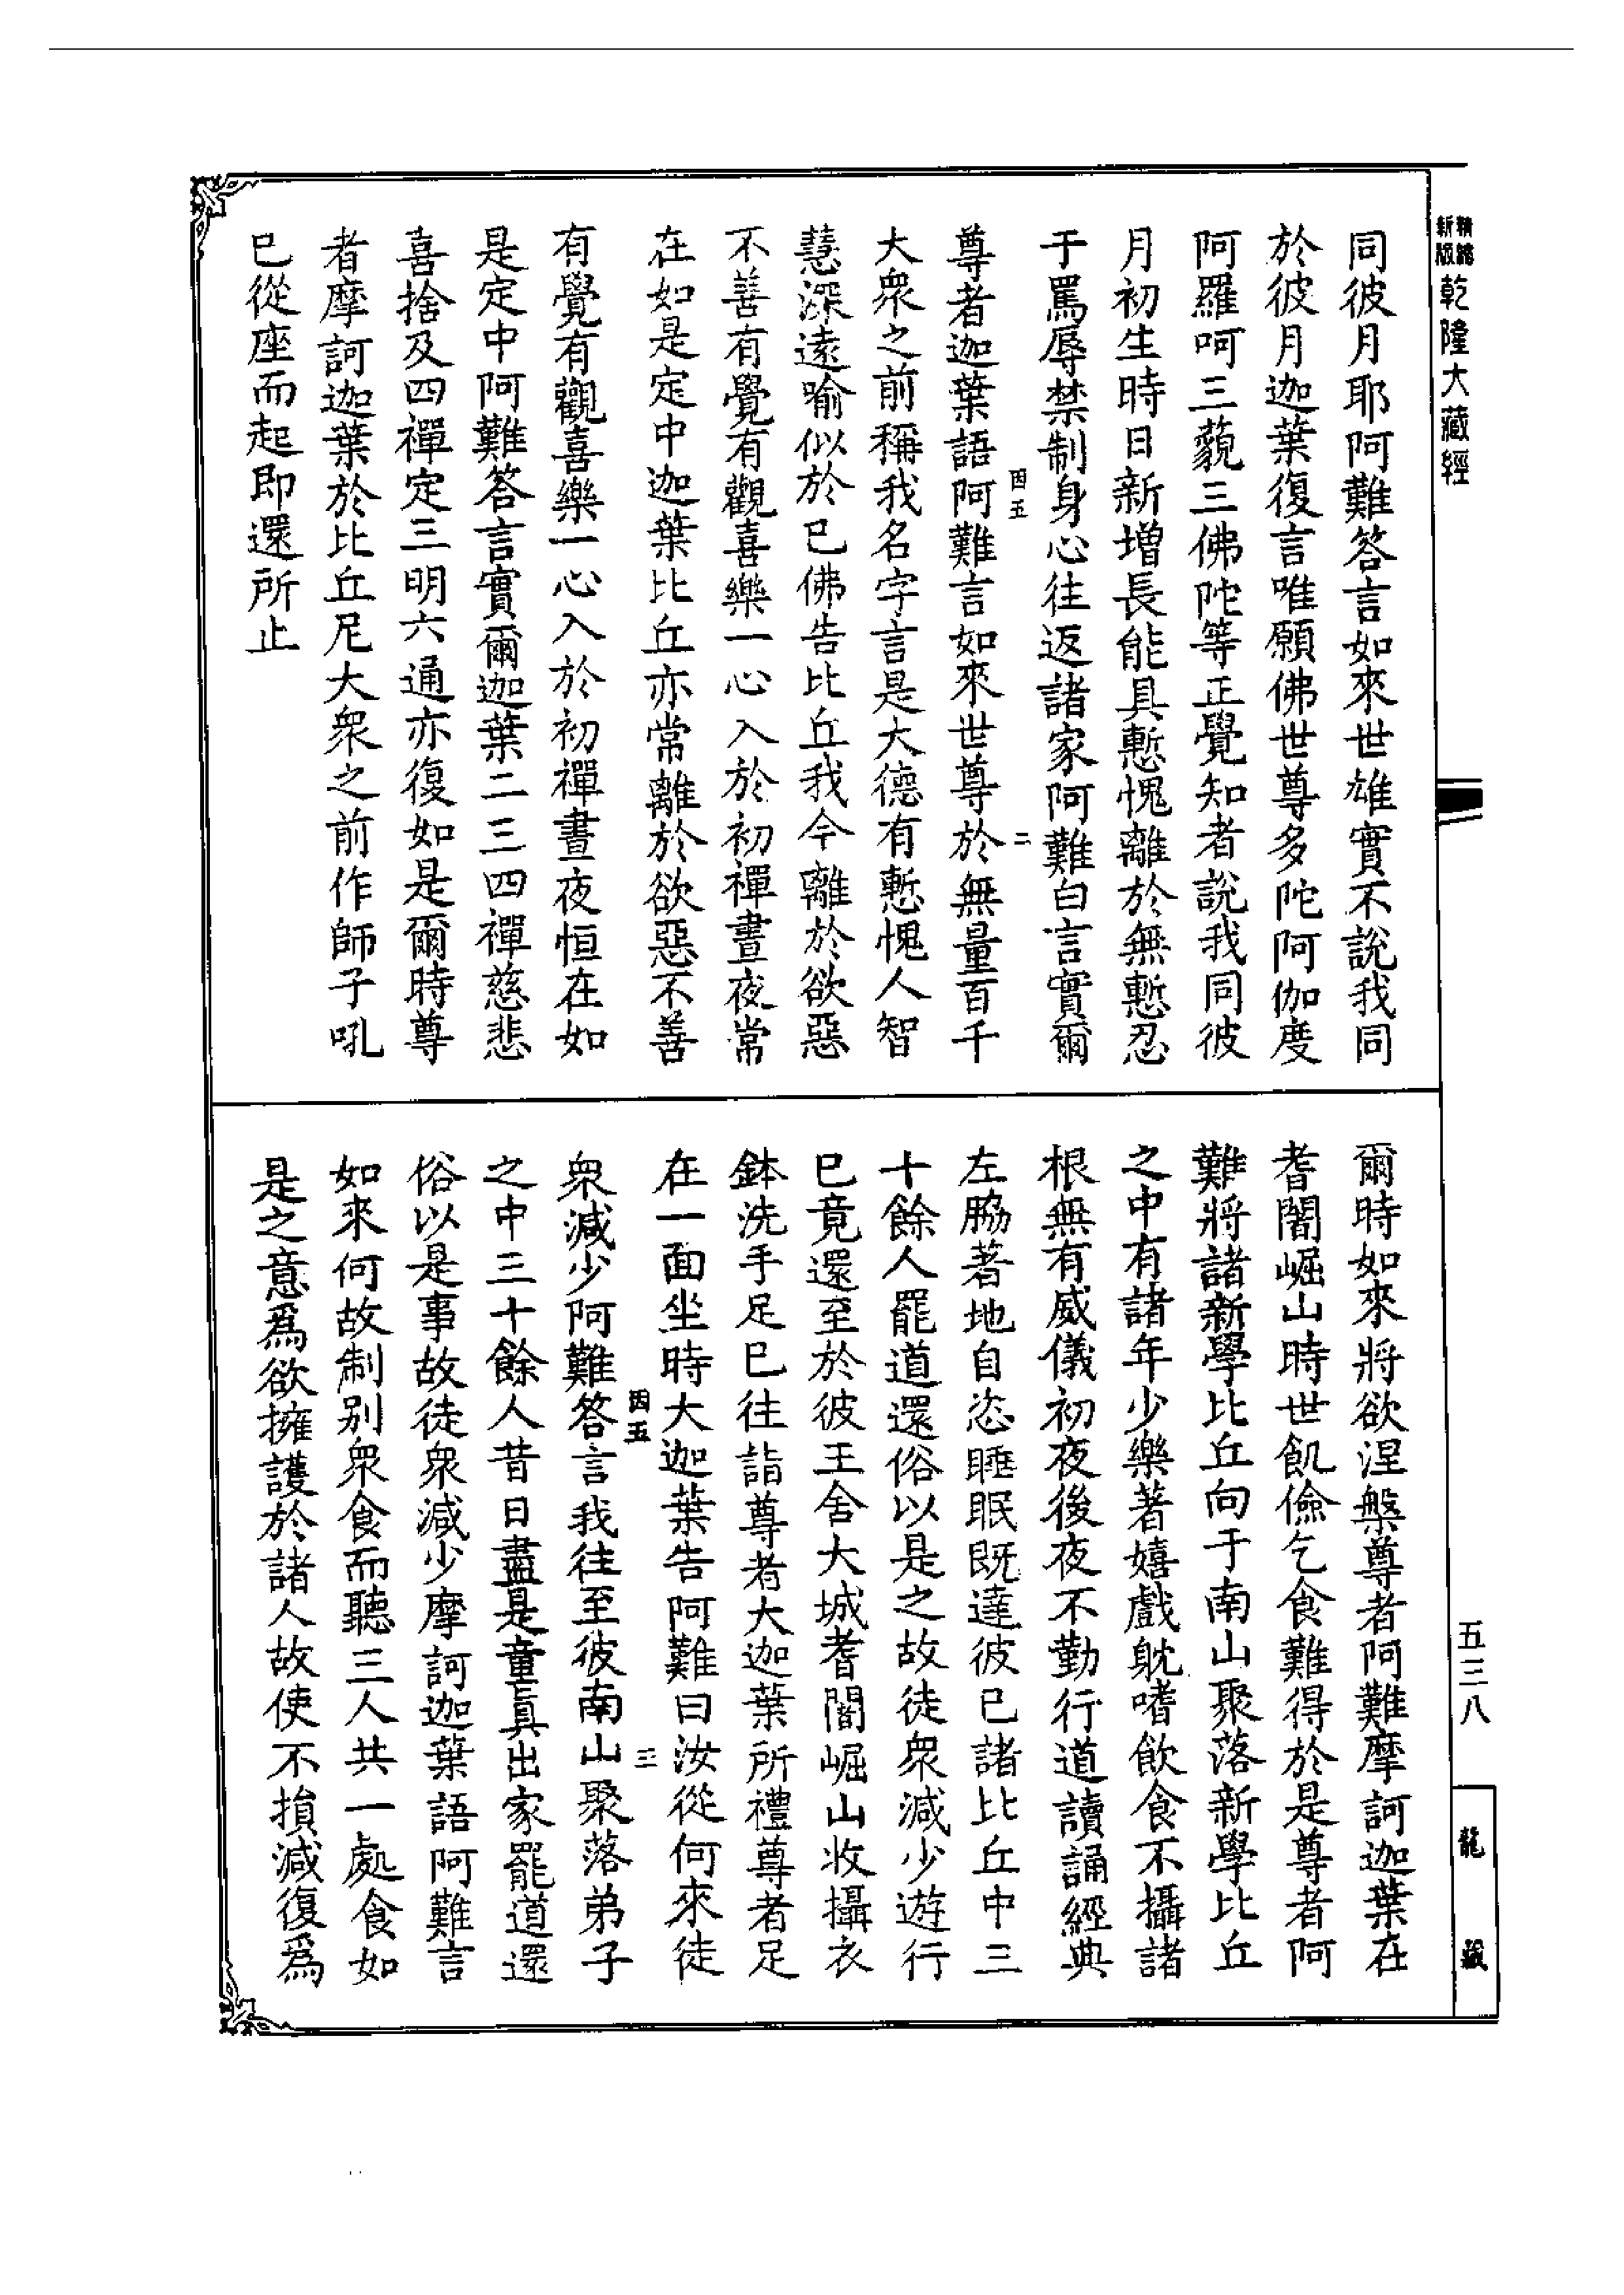 精縮新版
乾隆大藏經
同彼月耶阿難答言如來世雄實不說我同
於彼月迦葉復言唯願佛世尊多陀阿伽度
阿羅呵三藐三佛陀等正覺知者說我同彼
月初生時日新增長能具慙愧離於無慙忍
于罵辱禁制身心往返諸家阿難白言實爾
因五
二
尊者迦葉語阿難言如來世尊於無量百千
大衆之前稱我名字言是大德有慙愧人智
慧深遠喻似於已佛告比丘我今離於欲惡
不善有覺有觀喜樂一心入於初禪晝夜常
在如是定中迦葉比丘亦常離於欲惡不善
有覺有觀喜樂一心入於初禪晝夜恒在如
是定中阿難答言實爾迦葉二三四禪慈悲
喜捨及四禪定三明六通亦復如是爾時尊
者摩訶迦葉於比丘尼大衆之前作師子吼
已從座而起即還所止
爾時如來將欲涅槃尊者阿難摩訶迦葉在
耆闍崛山時世飢儉乞食難得於是尊者阿
難將諸新學比丘向于南山聚落新學比丘
之中有諸年少樂著嬉戲躭嗜飲食不攝諸
根無有威儀初夜後夜不勤行道讀誦經典
左脇著地自恣睡眠既達彼已諸比丘中三
十餘人罷道還俗以是之故徒衆減少遊行
已竟還至於彼王舍大城耆闍崛山收攝衣
鉢洗手足已往詣尊者大迦葉所禮尊者足
在一面坐時大迦葉告阿難曰汝從何來徒
因五
三
衆減少阿難答言我往至彼南山聚落弟子
之中三十餘人昔日盡是童眞出家罷道還
俗以是事故徒衆減少摩訶迦葉語阿難言
如來何故制別衆食而聽三人共一處食如
是之意爲欲擁護於諸人故使不損減復爲
五三八
龍藏